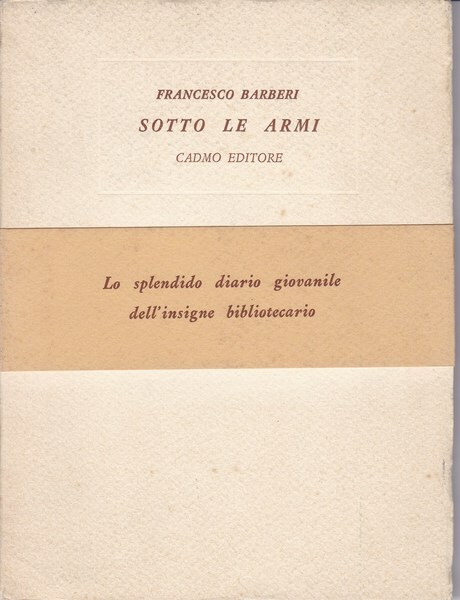 FRANCESCO BARBERI
SOTTO LE ARMI
CADMO EDITORE
Lo splendido diario giovanile
dell'insigne bibliotecario